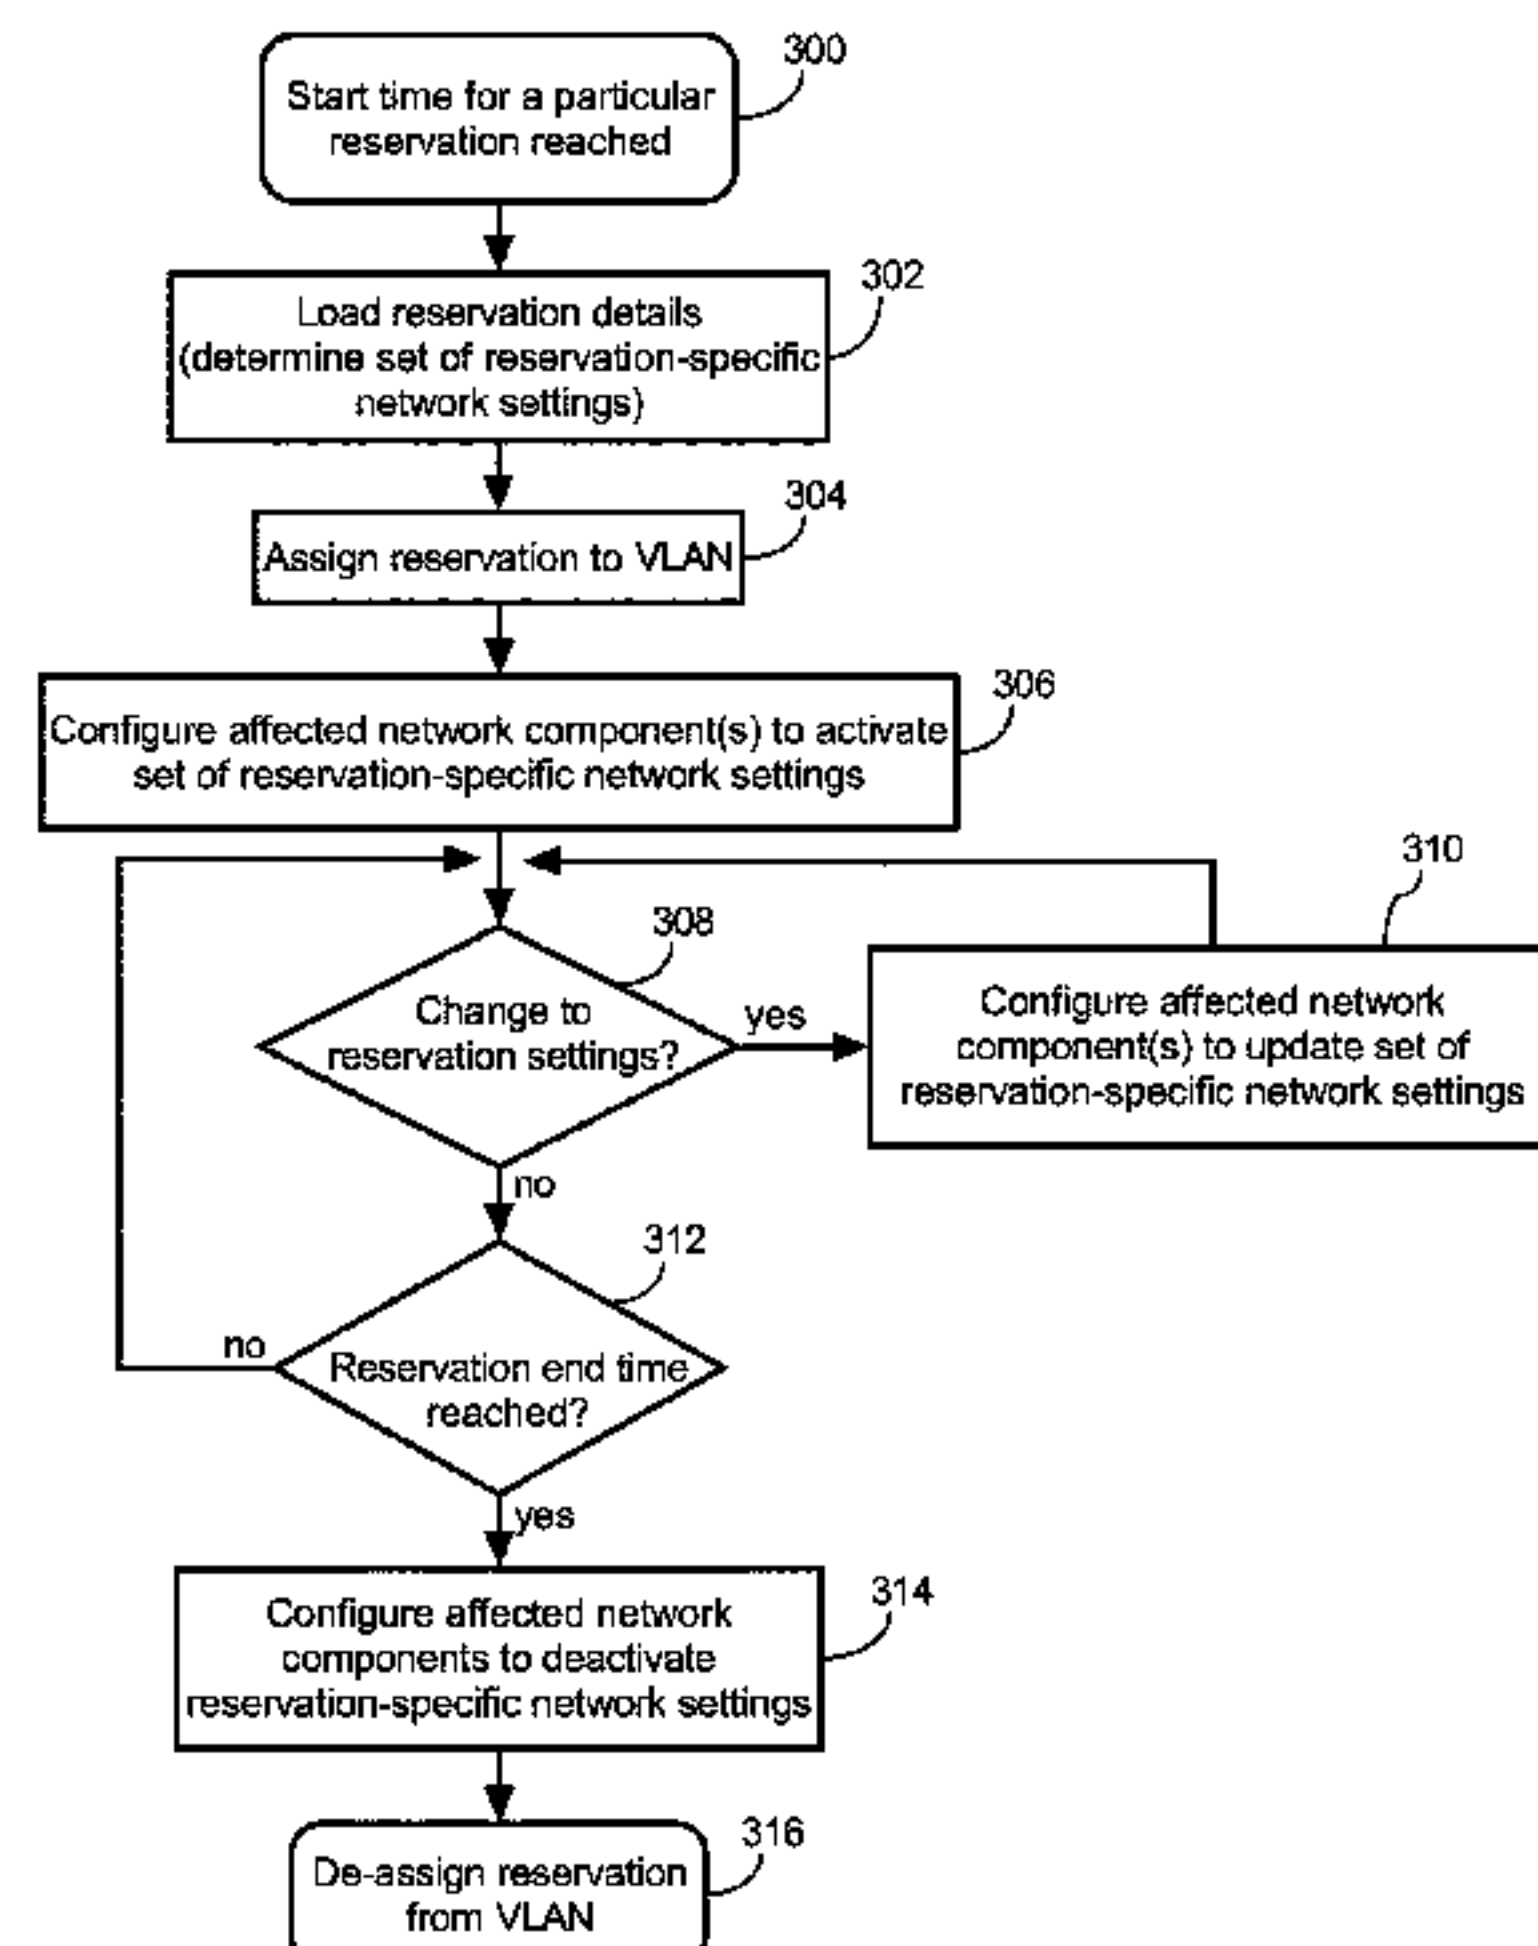 300
Start time for a particular
reservation reached
302
Load reservation details
(determine set of reservation-specific
network settings)
304
Assign reservation to VLAN
306
Configure affected network component(s) to activate
set of reservation-specific network settings
310
308
Change to
reservation settings?
yes
Configure affected network
component(s) to update set of
reservation-specific network settings
no
312
no
Reservation end time
reached?
yes
314
Configure affected network
components to deactivate
reservation-specific network settings
316
De-assign reservation
from VLAN